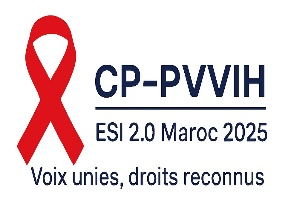 CP-PVVIH
ESI 2.0 Maroc 2025
Voix unies, droits reconnus